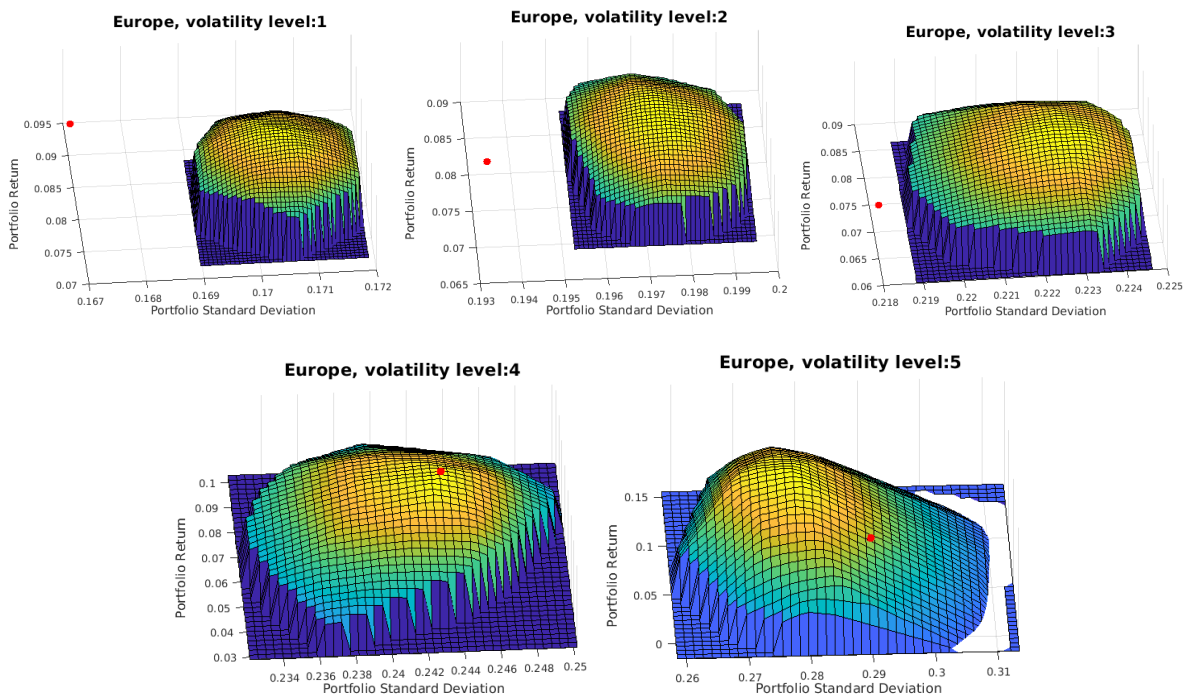 Europe, volatility level:1
0.095
0.09
0.085
0.08
0.075
0.07
Portfolio Return
0.167 0.168 0.169 0.17 0.171 0.172
Portfolio Standard Deviation
Europe, volatility level:2
0.09
0.085
0.08
0.075
0.07
0.065
Portfolio Return
0.193 0.194 0.195 0.196 0.197 0.198 0.199 0.2
Portfolio Standard Deviation
Europe, volatility level:3
0.09
0.085
0.08
0.075
0.07
0.065
0.06
Portfolio Return
0.218 0.219 0.22 0.221 0.222 0.223 0.224 0.225
Portfolio Standard Deviation
Europe, volatility level:4
0.1
0.09
0.08
0.07
0.06
0.05
0.04
0.03
Portfolio Return
0.234 0.236 0.238 0.24 0.242 0.244 0.246 0.248 0.25
Portfolio Standard Deviation
Europe, volatility level:5
0.15
0.1
0.05
0
Portfolio Return
0.26 0.27 0.28 0.29 0.3 0.31
Portfolio Standard Deviation